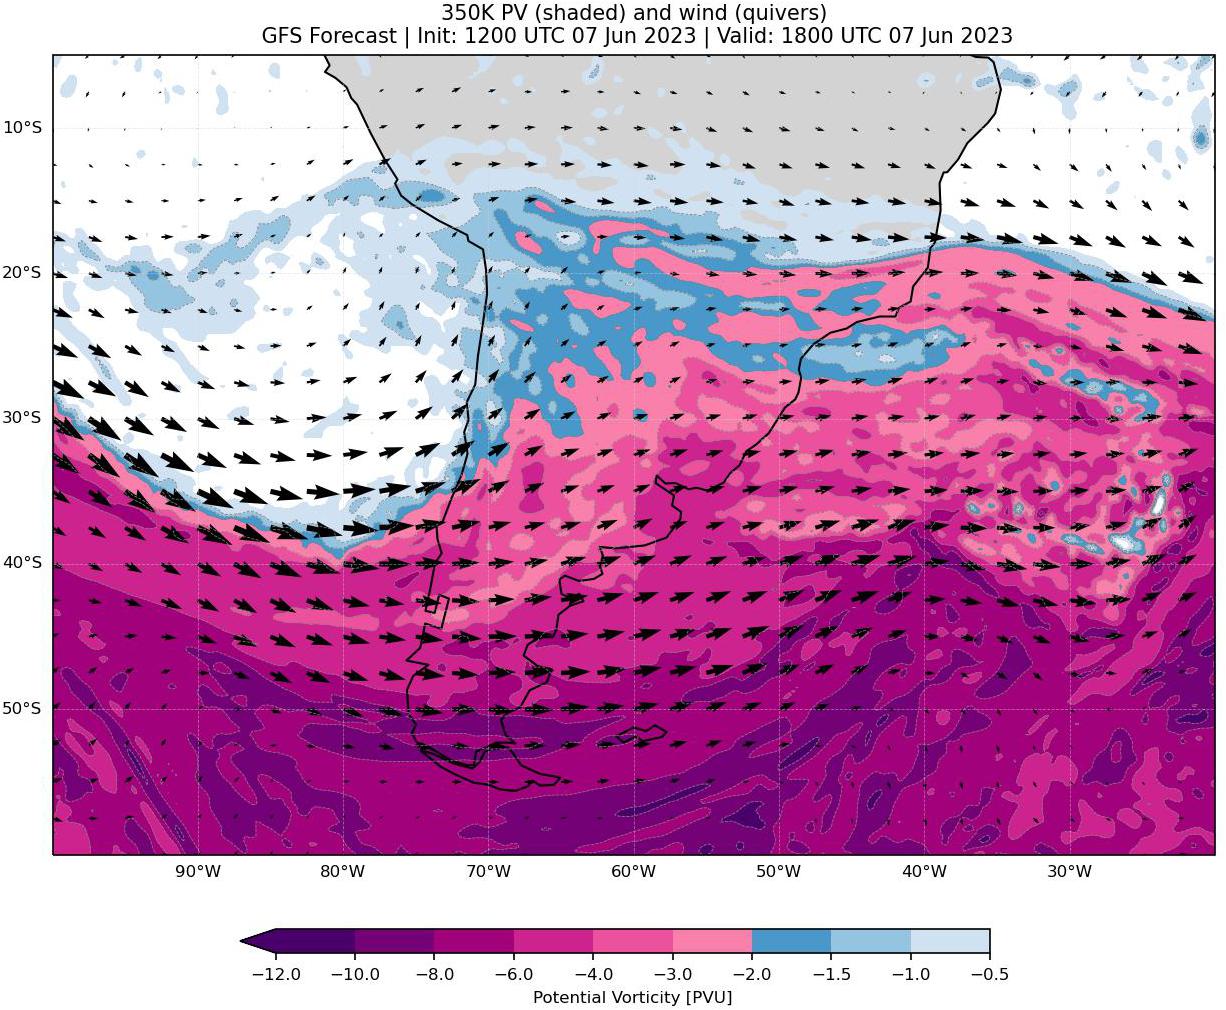 350K PV (shaded) and wind (quivers)
GFS Forecast | Init: 1200 UTC 07 Jun 2023 | Valid: 1800 UTC 07 Jun 2023
10°S
20°S
30°S
40°S
50°S
90°W 80°W 70°W 60°W 50°W 40°W 30°W
−12.0 −10.0 −8.0 −6.0 −4.0 −3.0 −2.0 −1.5 −1.0 −0.5
Potential Vorticity [PVU]